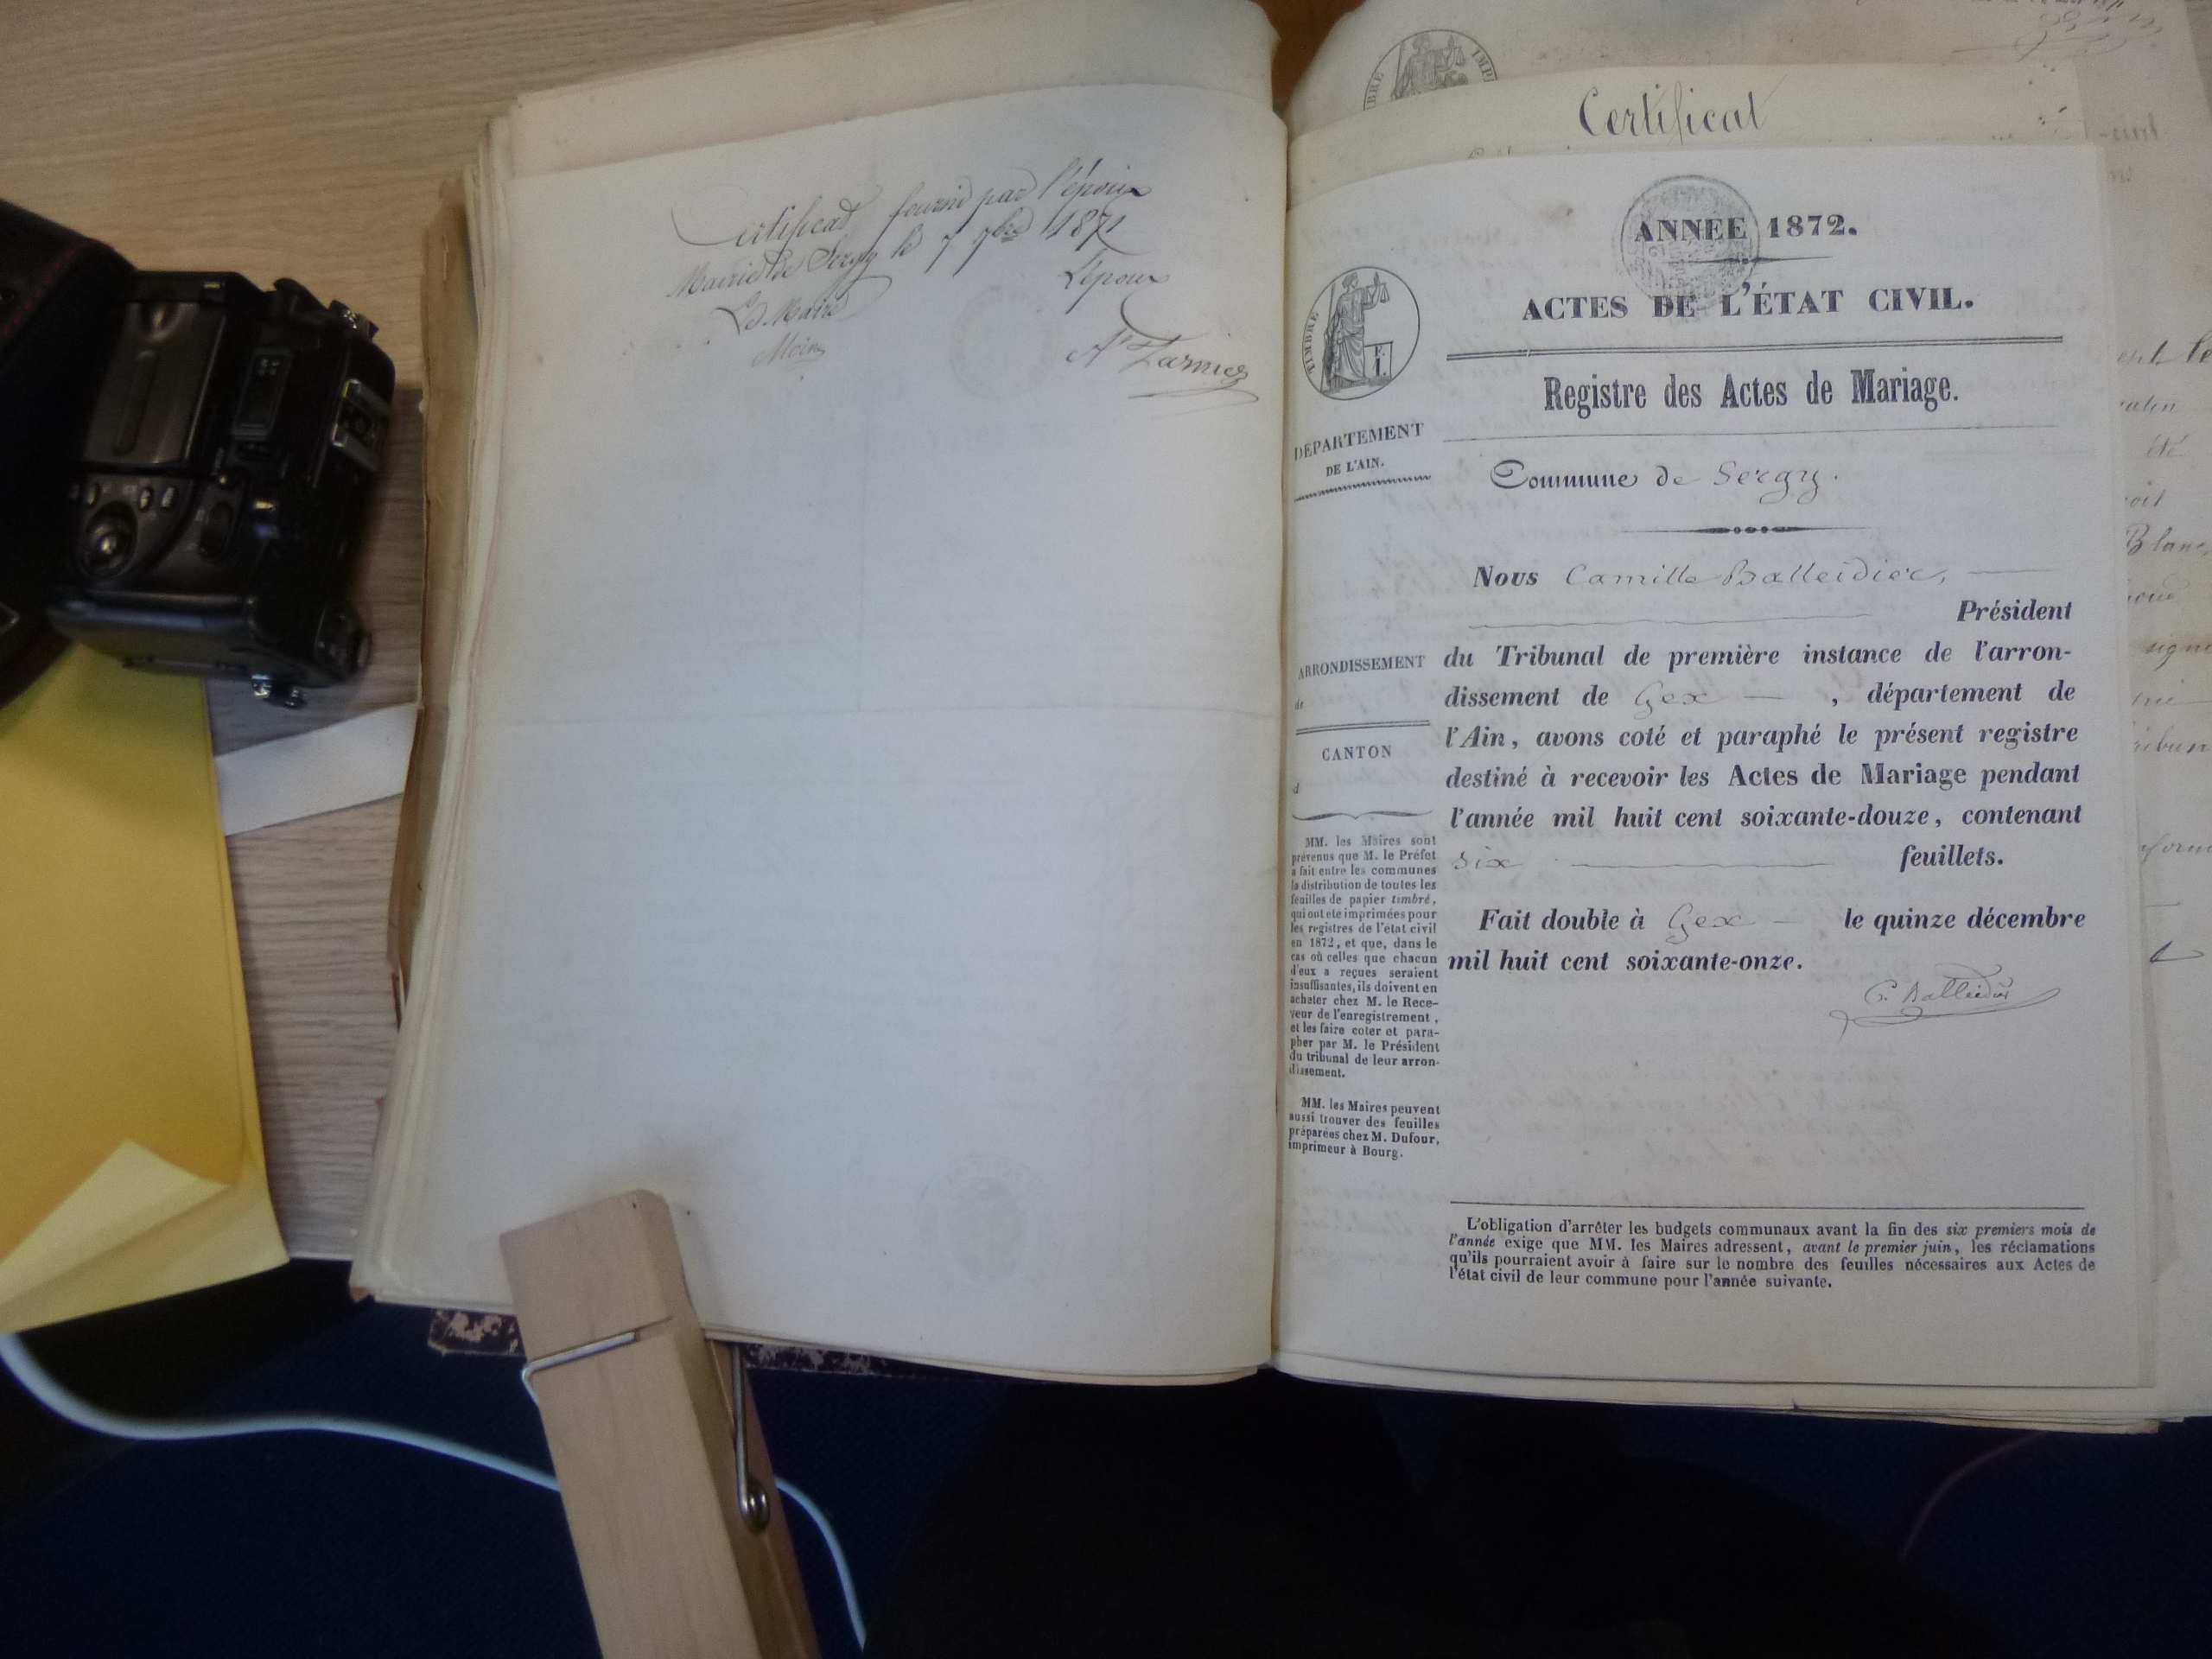 Certificat fourni par l'époux
Mairie de Sergy le 7 7bre 1871
Le Maire
L'époux
Moine
Certificat
ANNEE 1872.
ACTES DE L'ÉTAT CIVIL.
TIMBRE
Registre des Actes de Mariage.
DÉPARTEMENT
DE L'AIN.
Commune de Sergy.
Nous Camille Balleidier,
Président
ARRONDISSEMENT
de
CANTON
d
du Tribunal de première instance de l'arron-
dissement de Gex , département de
l'Ain, avons coté et paraphé le présent registre
destiné à recevoir les Actes de Mariage pendant
l'année mil huit cent soixante-douze, contenant
six feuillets.
Fait double à Gex le quinze décembre
mil huit cent soixante-onze.
C. Balleidier
MM. les Maires sont
prévenus que M. le Préfet
a fait entre les communes
la distribution de toutes les
feuilles de papier timbré,
qui ont été imprimées pour
les registres de l'état civil
en 1872, et que, dans le
cas où celles que chacun
d'eux a reçues seraient
insuffisantes, ils doivent en
acheter chez M. le Rece-
veur de l'enregistrement,
et les faire coter et para-
pher par M. le Président
du tribunal de leur arron-
dissement.
MM. les Maires peuvent
aussi trouver des feuilles
préparées chez M. Dufour,
imprimeur à Bourg.
L'obligation d'arrêter les budgets communaux avant la fin des six premiers mois de
l'année exige que MM. les Maires adressent, avant le premier juin, les réclamations
qu'ils pourraient avoir à faire sur le nombre des feuilles nécessaires aux Actes de
l'état civil de leur commune pour l'année suivante.